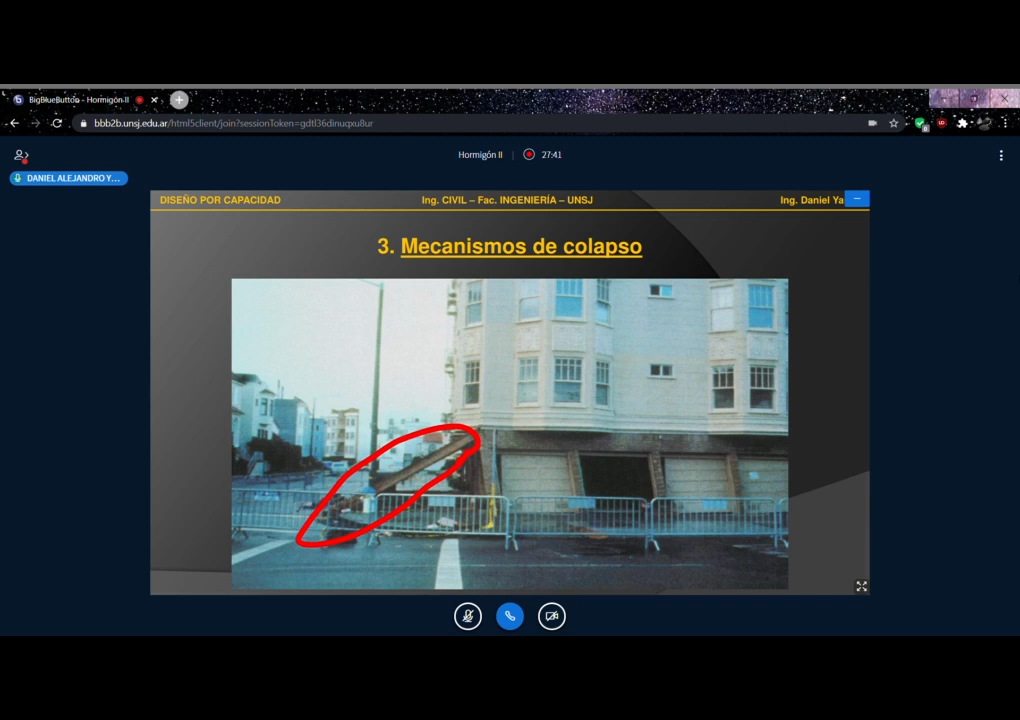 BigBlueButton - Hormigón II
bbb2b.unsj.edu.ar/html5client/join?sessionToken=gdtl36dinuqxu8ur
Hormigón II
27:41
DANIEL ALEJANDRO Y...
DISEÑO POR CAPACIDAD
Ing. CIVIL – Fac. INGENIERÍA – UNSJ
Ing. Daniel Ya
3. Mecanismos de colapso